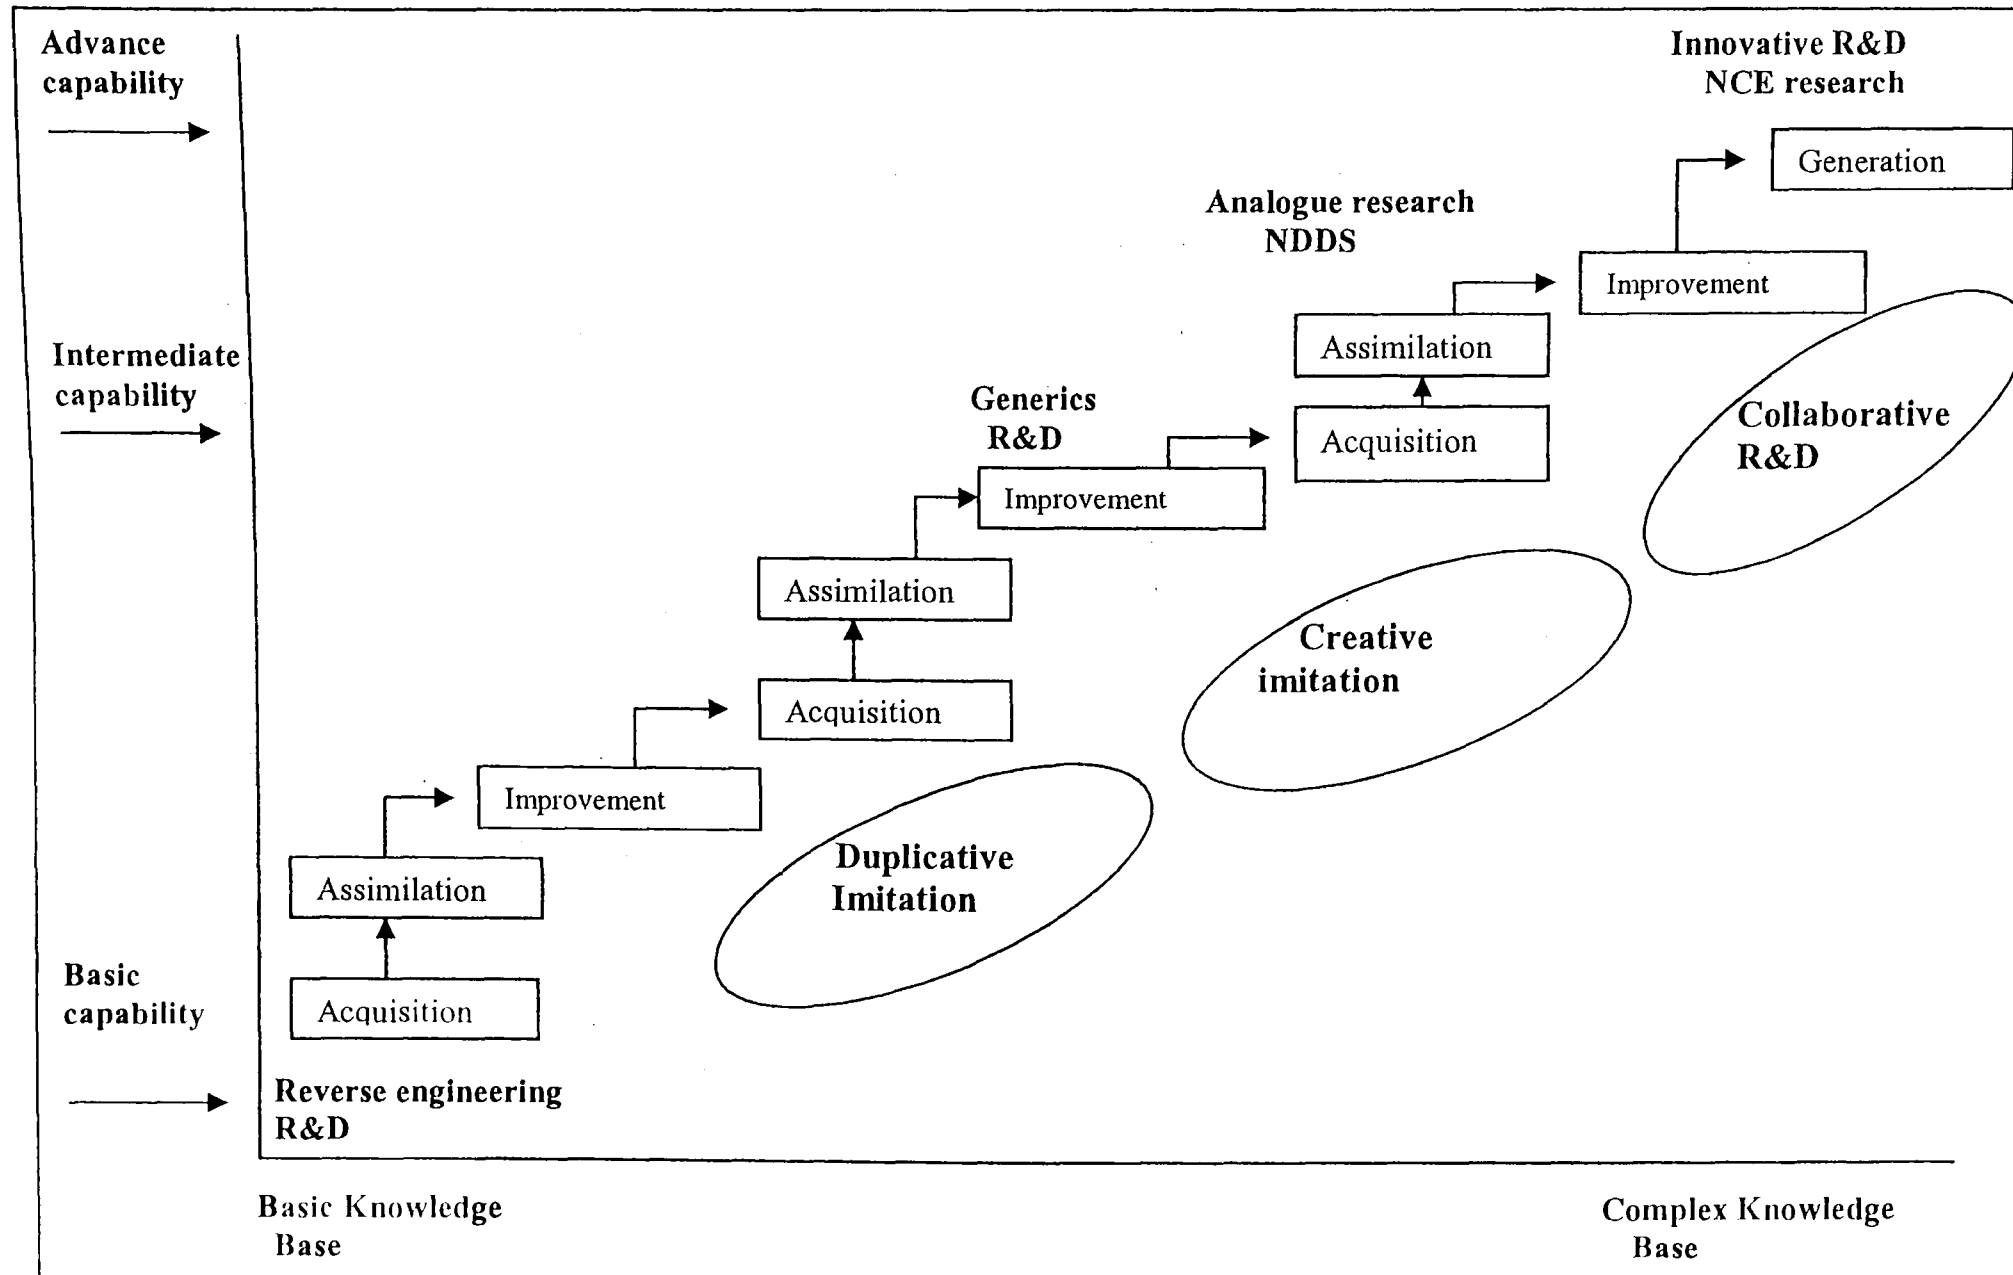 Advance
capability
Innovative R&D
NCE research
Generation
Analogue research
NDDS
Improvement
Intermediate
capability
Assimilation
Generics
R&D
Acquisition
Collaborative
R&D
Improvement
Assimilation
Creative
imitation
Acquisition
Improvement
Duplicative
Imitation
Assimilation
Basic
capability
Acquisition
Reverse engineering
R&D
Basic Knowledge
Base
Complex Knowledge
Base